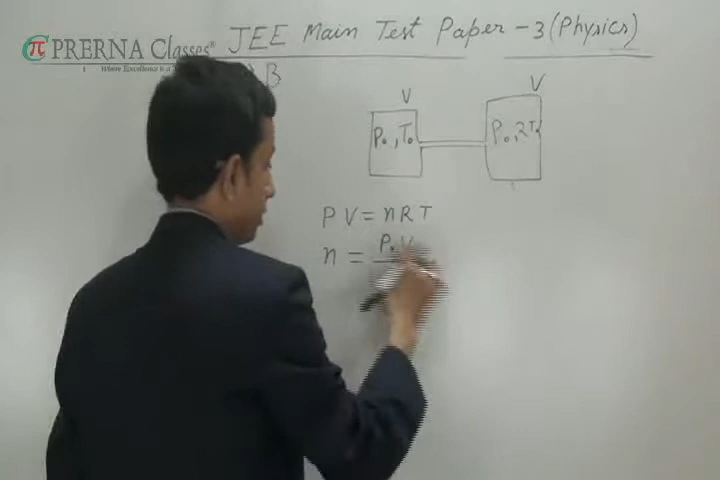 PRERNA Classes®
JEE Main Test Paper - 3 (Physics)
B
V V
P₀, T₀ P₀, 2T₀
PV = nRT
n = P₀V